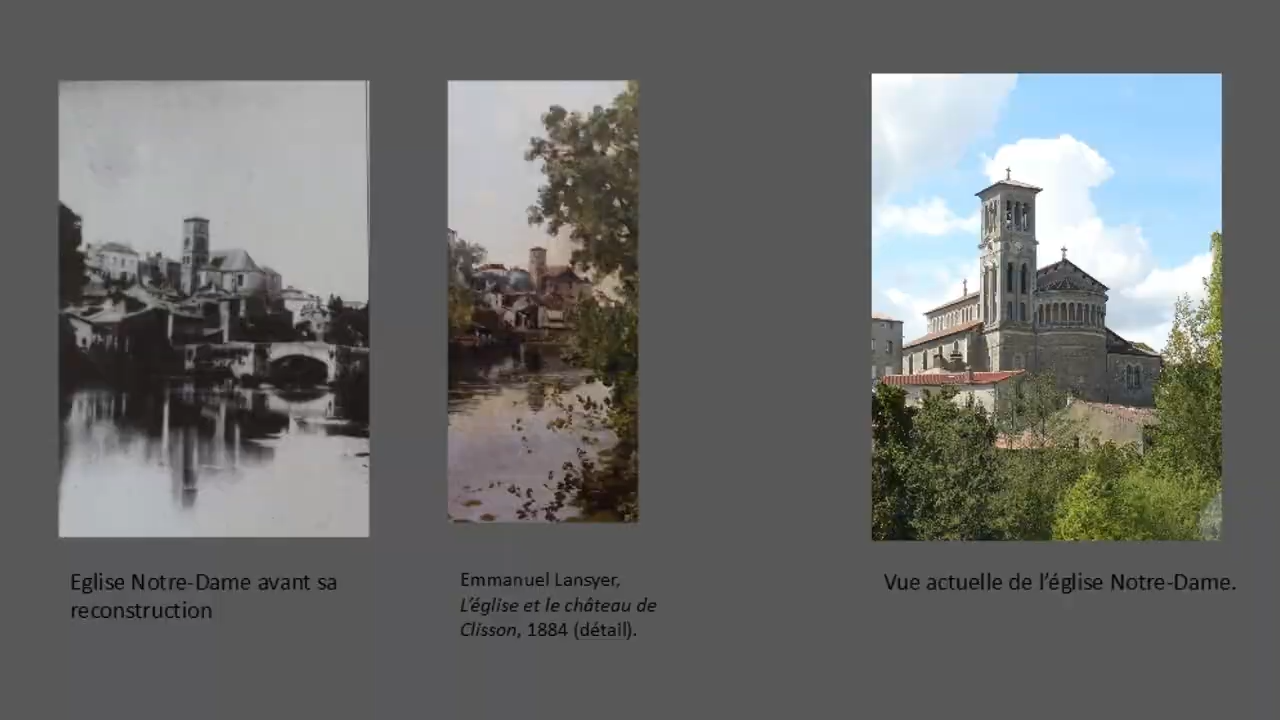 Eglise Notre-Dame avant sa
reconstruction
Emmanuel Lansyer,
L'église et le château de
Clisson, 1884 (détail).
Vue actuelle de l'église Notre-Dame.